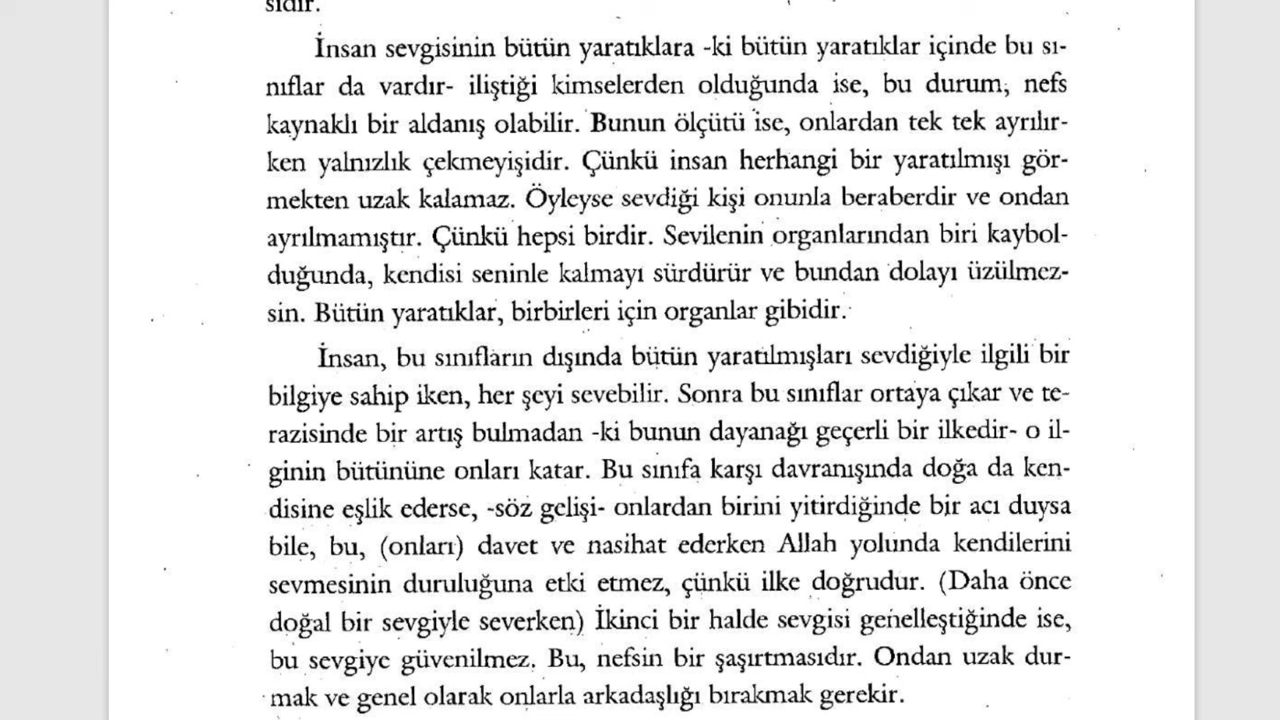 sidir.
İnsan sevgisinin bütün yaratıklara -ki bütün yaratıklar içinde bu sı-
nıflar da vardır- iliştiği kimselerden olduğunda ise, bu durum, nefs
kaynaklı bir aldanış olabilir. Bunun ölçütü ise, onlardan tek tek ayrılır-
ken yalnızlık çekmeyişidir. Çünkü insan herhangi bir yaratılmışı gör-
mekten uzak kalamaz. Öyleyse sevdiği kişi onunla beraberdir ve ondan
ayrılmamıştır. Çünkü hepsi birdir. Sevilenin organlarından biri kaybol-
duğunda, kendisi seninle kalmayı sürdürür ve bundan dolayı üzülmez-
sin. Bütün yaratıklar, birbirleri için organlar gibidir.
İnsan, bu sınıfların dışında bütün yaratılmışları sevdiğiyle ilgili bir
bilgiye sahip iken, her şeyi sevebilir. Sonra bu sınıflar ortaya çıkar ve te-
razisinde bir artış bulmadan -ki bunun dayanağı geçerli bir ilkedir- o il-
ginin bütününe onları katar. Bu sınıfa karşı davranışında doğa da ken-
disine eşlik ederse, -söz gelişi- onlardan birini yitirdiğinde bir acı duysa
bile, bu, (onları) davet ve nasihat ederken Allah yolunda kendilerini
sevmesinin duruluğuna etki etmez, çünkü ilke doğrudur. (Daha önce
doğal bir sevgiyle severken) İkinci bir halde sevgisi genelleştiğinde ise,
bu sevgiye güvenilmez. Bu, nefsin bir şaşırtmasıdır. Ondan uzak dur-
mak ve genel olarak onlarla arkadaşlığı bırakmak gerekir.